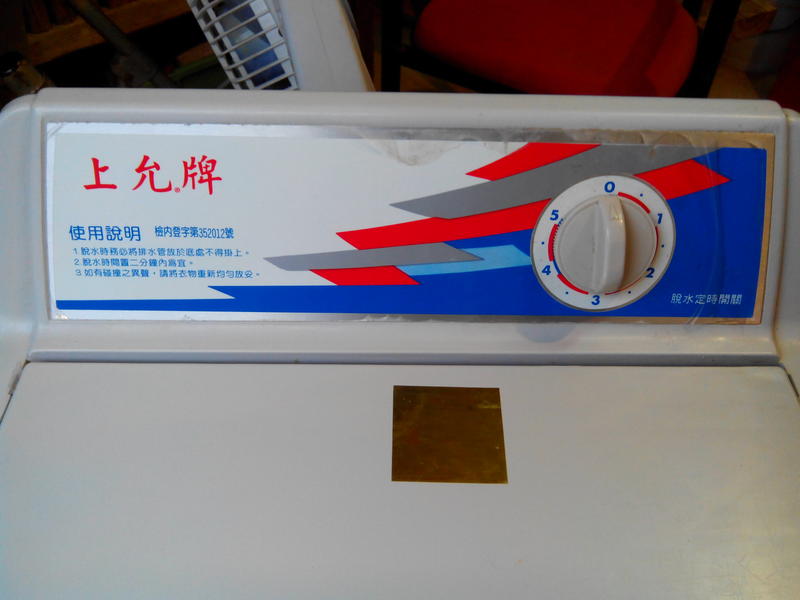 上允牌®
使用說明 檢內登字第352012號
1.脫水時務必將排水管放於底處不得掛上。
2.脫水時間置二分鐘內為宜。
3.如有碰撞之異聲，請將衣物重新均勻放妥。
0
1
2
3
4
5
脫水定時開關